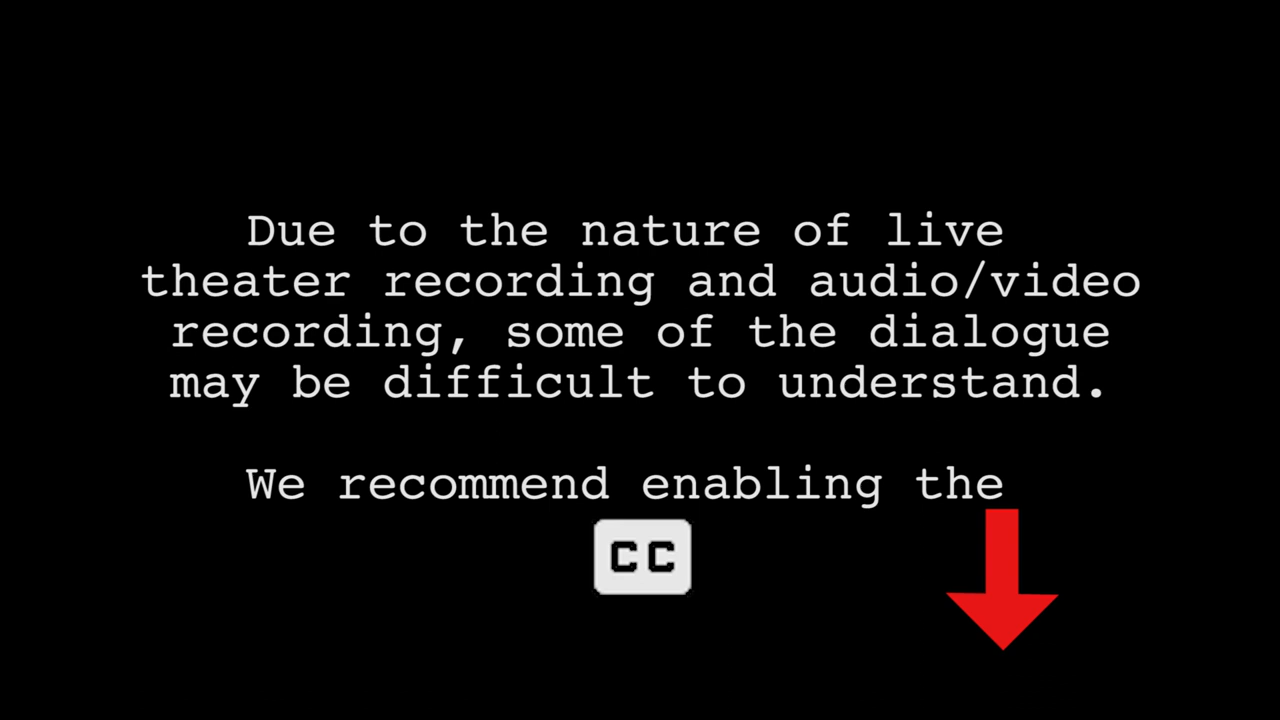 Due to the nature of live
theater recording and audio/video
recording, some of the dialogue
may be difficult to understand.
We recommend enabling the
CC